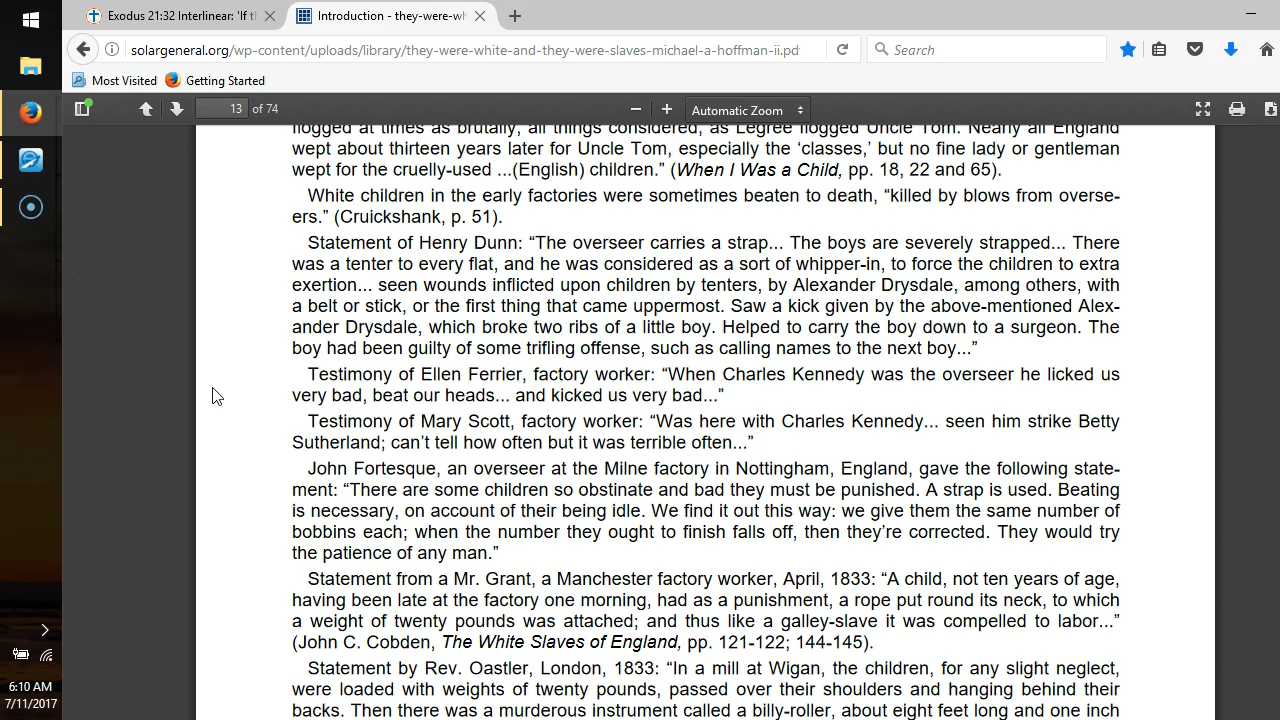 Exodus 21:32 Interlinear: 'If t
Introduction - they-were-wh
solargeneral.org/wp-content/uploads/library/they-were-white-and-they-were-slaves-michael-a-hoffman-ii.pd
Search
Most Visited
Getting Started
13 of 74
Automatic Zoom
flogged at times as brutally, all things considered, as Legree flogged Uncle Tom. Nearly all England
wept about thirteen years later for Uncle Tom, especially the ‘classes,’ but no fine lady or gentleman
wept for the cruelly-used ...(English) children.” (When I Was a Child, pp. 18, 22 and 65).
White children in the early factories were sometimes beaten to death, “killed by blows from overse-
ers.” (Cruickshank, p. 51).
Statement of Henry Dunn: “The overseer carries a strap... The boys are severely strapped... There
was a tenter to every flat, and he was considered as a sort of whipper-in, to force the children to extra
exertion... seen wounds inflicted upon children by tenters, by Alexander Drysdale, among others, with
a belt or stick, or the first thing that came uppermost. Saw a kick given by the above-mentioned Alex-
ander Drysdale, which broke two ribs of a little boy. Helped to carry the boy down to a surgeon. The
boy had been guilty of some trifling offense, such as calling names to the next boy...”
Testimony of Ellen Ferrier, factory worker: “When Charles Kennedy was the overseer he licked us
very bad, beat our heads... and kicked us very bad...”
Testimony of Mary Scott, factory worker: “Was here with Charles Kennedy... seen him strike Betty
Sutherland; can’t tell how often but it was terrible often...”
John Fortesque, an overseer at the Milne factory in Nottingham, England, gave the following state-
ment: “There are some children so obstinate and bad they must be punished. A strap is used. Beating
is necessary, on account of their being idle. We find it out this way: we give them the same number of
bobbins each; when the number they ought to finish falls off, then they’re corrected. They would try
the patience of any man.”
Statement from a Mr. Grant, a Manchester factory worker, April, 1833: “A child, not ten years of age,
having been late at the factory one morning, had as a punishment, a rope put round its neck, to which
a weight of twenty pounds was attached; and thus like a galley-slave it was compelled to labor...”
(John C. Cobden, The White Slaves of England, pp. 121-122; 144-145).
Statement by Rev. Oastler, London, 1833: “In a mill at Wigan, the children, for any slight neglect,
were loaded with weights of twenty pounds, passed over their shoulders and hanging behind their
backs. Then there was a murderous instrument called a billy-roller, about eight feet long and one inch
6:10 AM
7/11/2017